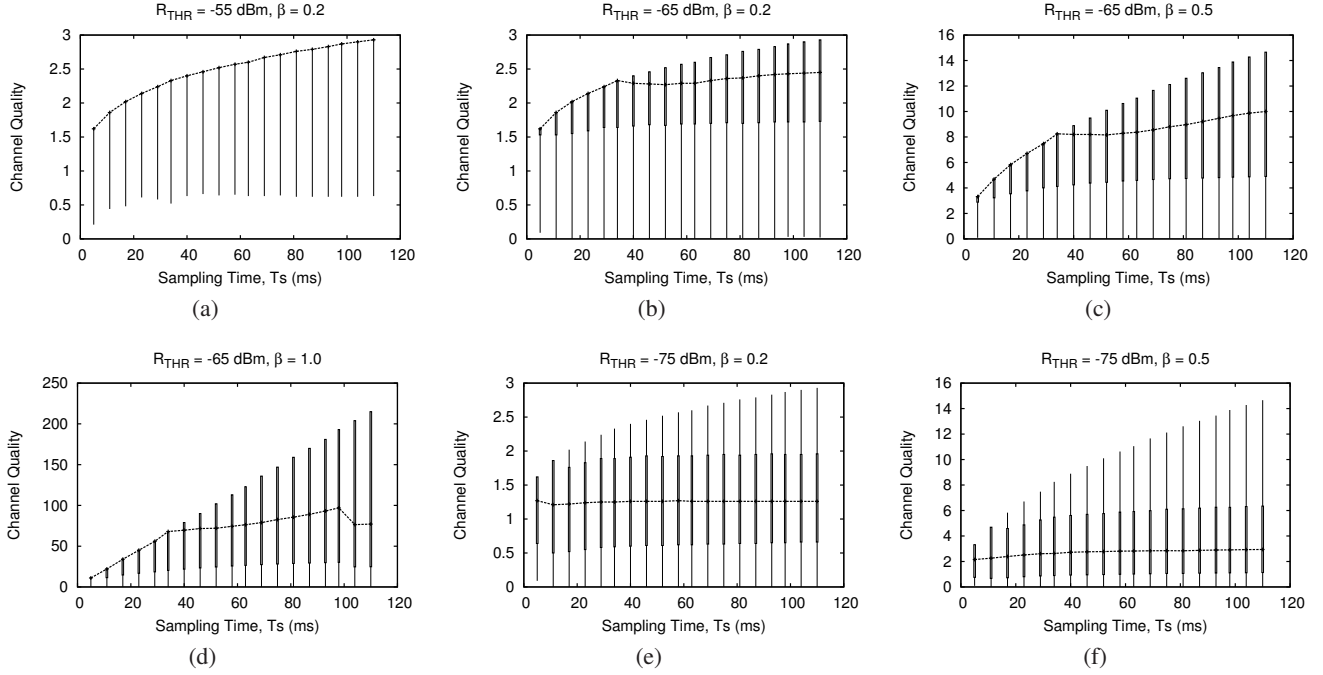 R_THR = -55 dBm, β = 0.2
3
2.5
2
1.5
1
0.5
0
Channel Quality
0 20 40 60 80 100 120
Sampling Time, Ts (ms)
(a)
R_THR = -65 dBm, β = 0.2
3
2.5
2
1.5
1
0.5
0
Channel Quality
0 20 40 60 80 100 120
Sampling Time, Ts (ms)
(b)
R_THR = -65 dBm, β = 0.5
16
14
12
10
8
6
4
2
0
Channel Quality
0 20 40 60 80 100 120
Sampling Time, Ts (ms)
(c)
R_THR = -65 dBm, β = 1.0
250
200
150
100
50
0
Channel Quality
0 20 40 60 80 100 120
Sampling Time, Ts (ms)
(d)
R_THR = -75 dBm, β = 0.2
3
2.5
2
1.5
1
0.5
0
Channel Quality
0 20 40 60 80 100 120
Sampling Time, Ts (ms)
(e)
R_THR = -75 dBm, β = 0.5
16
14
12
10
8
6
4
2
0
Channel Quality
0 20 40 60 80 100 120
Sampling Time, Ts (ms)
(f)